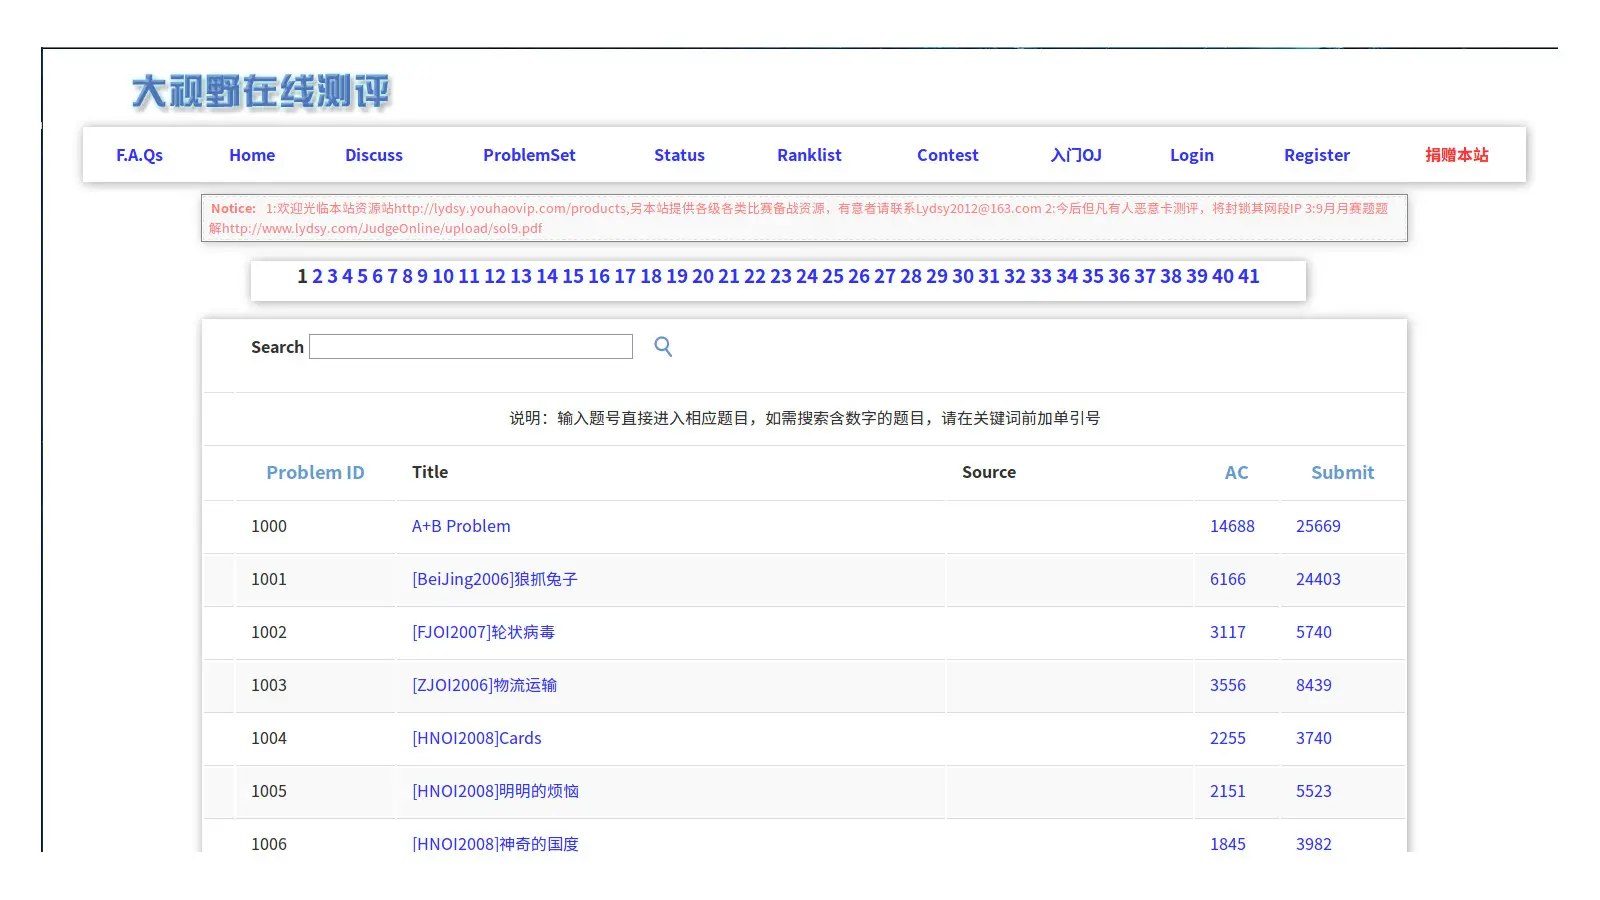 大视野在线测评
F.A.Qs Home Discuss ProblemSet Status Ranklist Contest 入门OJ Login Register 捐赠本站
Notice: 1:欢迎光临本站资源站http://lydsy.youhaovip.com/products,另本站提供各级各类比赛备战资源，有意者请联系Lydsy2012@163.com 2:今后但凡有人恶意卡测评，将封锁其网段IP 3:9月月赛题题
解http://www.lydsy.com/JudgeOnline/upload/sol9.pdf
1 2 3 4 5 6 7 8 9 10 11 12 13 14 15 16 17 18 19 20 21 22 23 24 25 26 27 28 29 30 31 32 33 34 35 36 37 38 39 40 41
Search
说明：输入题号直接进入相应题目，如需搜索含数字的题目，请在关键词前加单引号
Problem ID Title Source AC Submit
1000 A+B Problem 14688 25669
1001 [BeiJing2006]狼抓兔子 6166 24403
1002 [FJOI2007]轮状病毒 3117 5740
1003 [ZJOI2006]物流运输 3556 8439
1004 [HNOI2008]Cards 2255 3740
1005 [HNOI2008]明明的烦恼 2151 5523
1006 [HNOI2008]神奇的国度 1845 3982